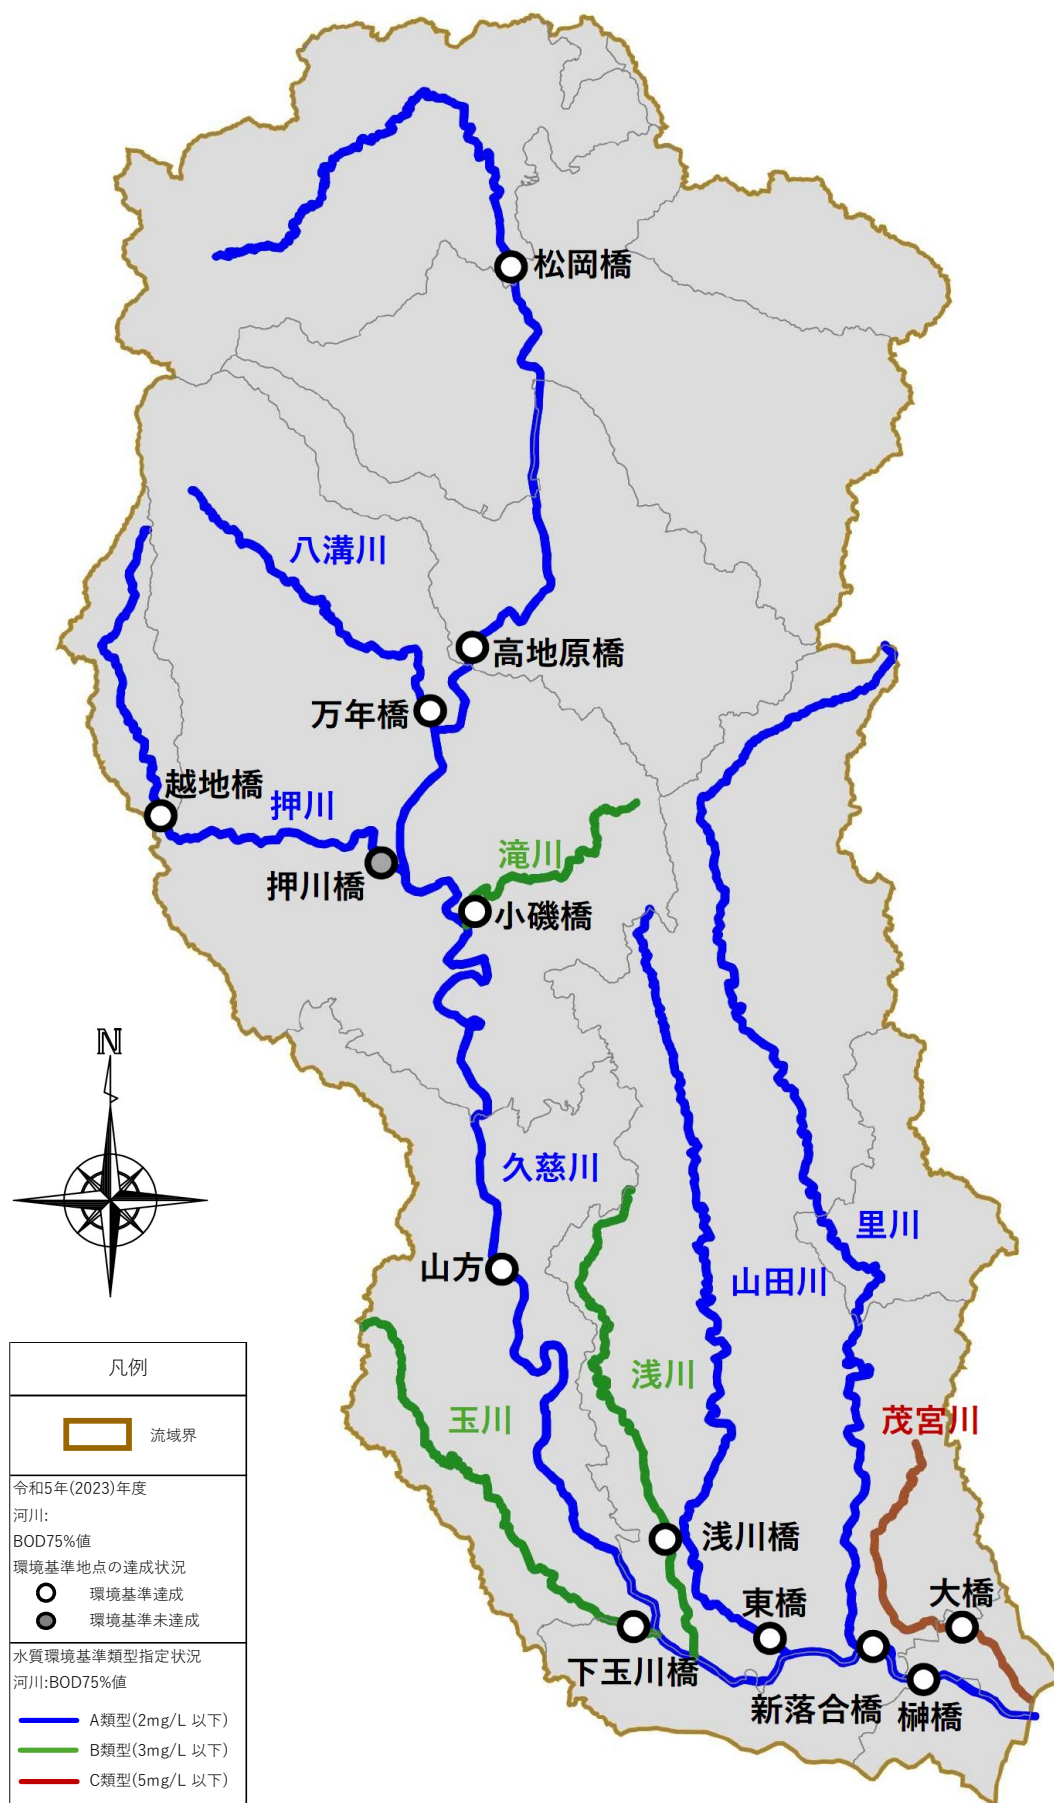 松岡橋
八溝川
高地原橋
万年橋
越地橋
押川
滝川
押川橋
小磯橋
N
久慈川
里川
山方
山田川
凡例
浅川
玉川
茂宮川
流域界
令和5年(2023)年度
河川:
BOD75%値
環境基準地点の達成状況
環境基準達成
環境基準未達成
浅川橋
大橋
東橋
水質環境基準類型指定状況
河川:BOD75%値
下玉川橋
新落合橋
榊橋
A類型(2mg/L 以下)
B類型(3mg/L 以下)
C類型(5mg/L 以下)